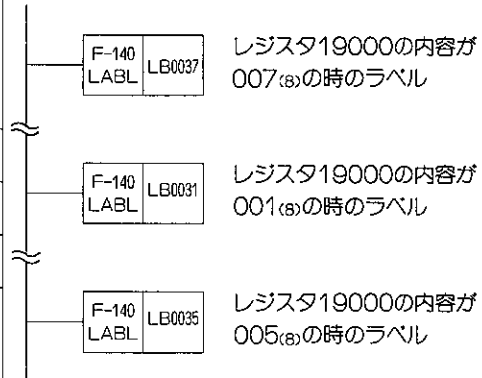 F-140
LABL
LB0037
レジスタ19000の内容が
007(8)の時のラベル
F-140
LABL
LB0031
レジスタ19000の内容が
001(8)の時のラベル
F-140
LABL
LB0035
レジスタ19000の内容が
005(8)の時のラベル